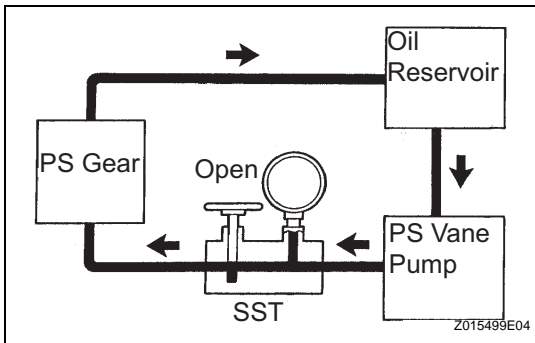 Oil
Reservoir
PS Gear
Open
PS Vane
Pump
SST
Z015499E04